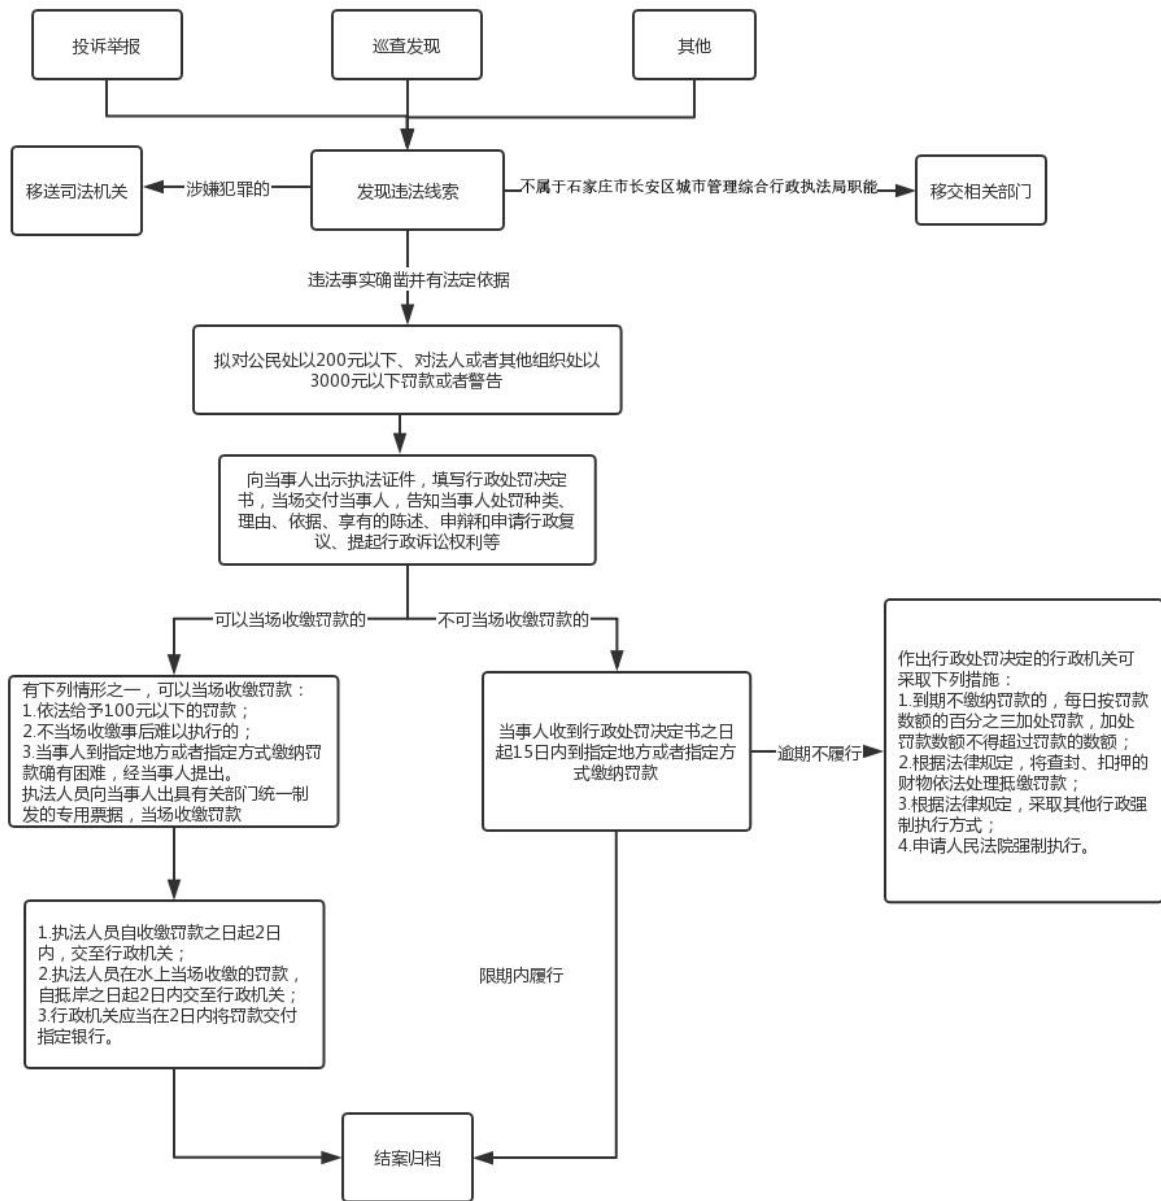 投诉举报
巡查发现
其他
移送司法机关
涉嫌犯罪的
发现违法线索
不属于石家庄市长安区城市管理综合行政执法局职能
移交相关部门
违法事实确凿并有法定依据
拟对公民处以200元以下、对法人或者其他组织处以
3000元以下罚款或者警告
向当事人出示执法证件，填写行政处罚决定
书，当场交付当事人，告知当事人处罚种类、
理由、依据、享有的陈述、申辩和申请行政复
议、提起行政诉讼权利等
可以当场收缴罚款的
不可当场收缴罚款的
有下列情形之一，可以当场收缴罚款：
1.依法给予100元以下的罚款；
2.不当场收缴事后难以执行的；
3.当事人到指定地方或者指定方式缴纳罚
款确有困难，经当事人提出。
执法人员向当事人出具有关部门统一制
发的专用票据，当场收缴罚款
当事人收到行政处罚决定书之日
起15日内到指定地方或者指定方
式缴纳罚款
逾期不履行
作出行政处罚决定的行政机关可
采取下列措施：
1.到期不缴纳罚款的，每日按罚款
数额的百分之三加处罚款，加处
罚款数额不得超过罚款的数额；
2.根据法律规定，将查封、扣押的
财物依法处理抵缴罚款；
3.根据法律规定，采取其他行政强
制执行方式；
4.申请人民法院强制执行。
1.执法人员自收缴罚款之日起2日
内，交至行政机关；
2.执法人员在水上当场收缴的罚款，
自抵岸之日起2日内交至行政机关；
3.行政机关应当在2日内将罚款交付
指定银行。
限期内履行
结案归档